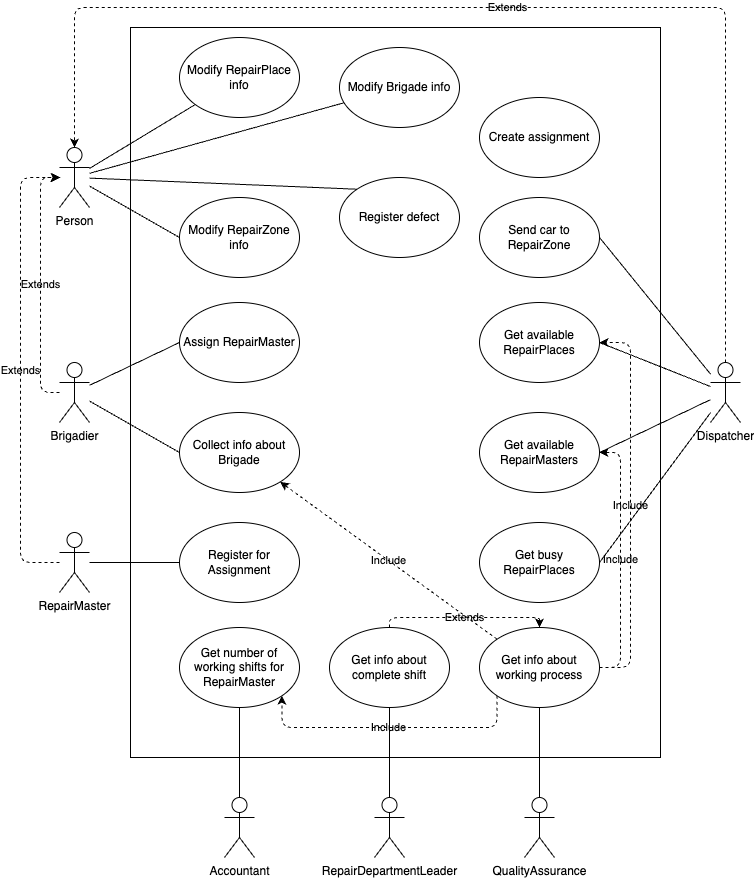 Extends
Modify RepairPlace
info
Modify Brigade info
Create assignment
Person
Modify RepairZone
info
Register defect
Send car to
RepairZone
Extends
Assign RepairMaster
Get available
RepairPlaces
Extends
Brigadier
Collect info about
Brigade
Get available
RepairMasters
Dispatcher
Include
Register for
Assignment
Include
Get busy
RepairPlaces
Include
RepairMaster
Extends
Get number of
working shifts for
RepairMaster
Get info about
complete shift
Get info about
working process
Include
Accountant
RepairDepartmentLeader
QualityAssurance